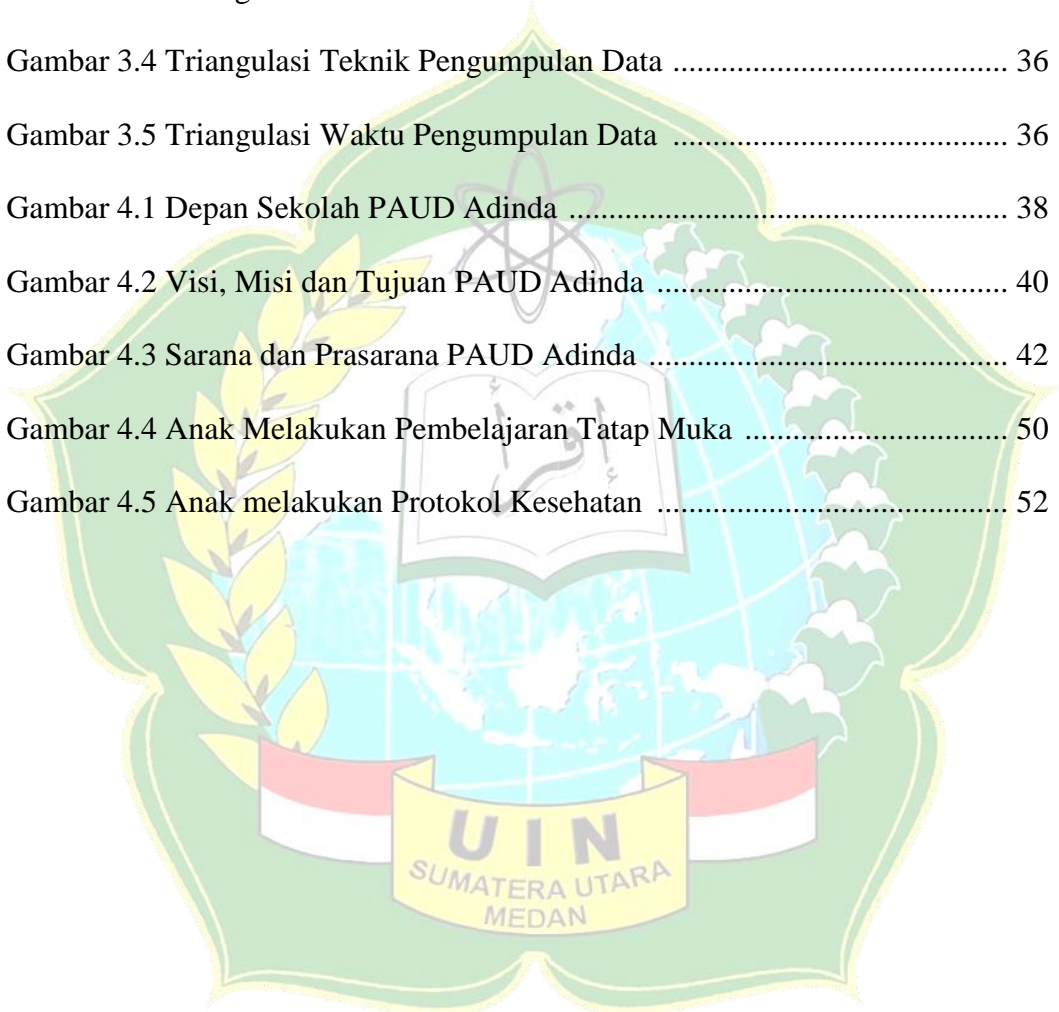 Gambar 3.4 Triangulasi Teknik Pengumpulan Data ........................................ 36
Gambar 3.5 Triangulasi Waktu Pengumpulan Data ........................................ 36
Gambar 4.1 Depan Sekolah PAUD Adinda ..................................................... 38
Gambar 4.2 Visi, Misi dan Tujuan PAUD Adinda .......................................... 40
Gambar 4.3 Sarana dan Prasarana PAUD Adinda ........................................... 42
Gambar 4.4 Anak Melakukan Pembelajaran Tatap Muka ................................ 50
Gambar 4.5 Anak melakukan Protokol Kesehatan .......................................... 52
إقرأ
UIN
SUMATERA UTARA
MEDAN